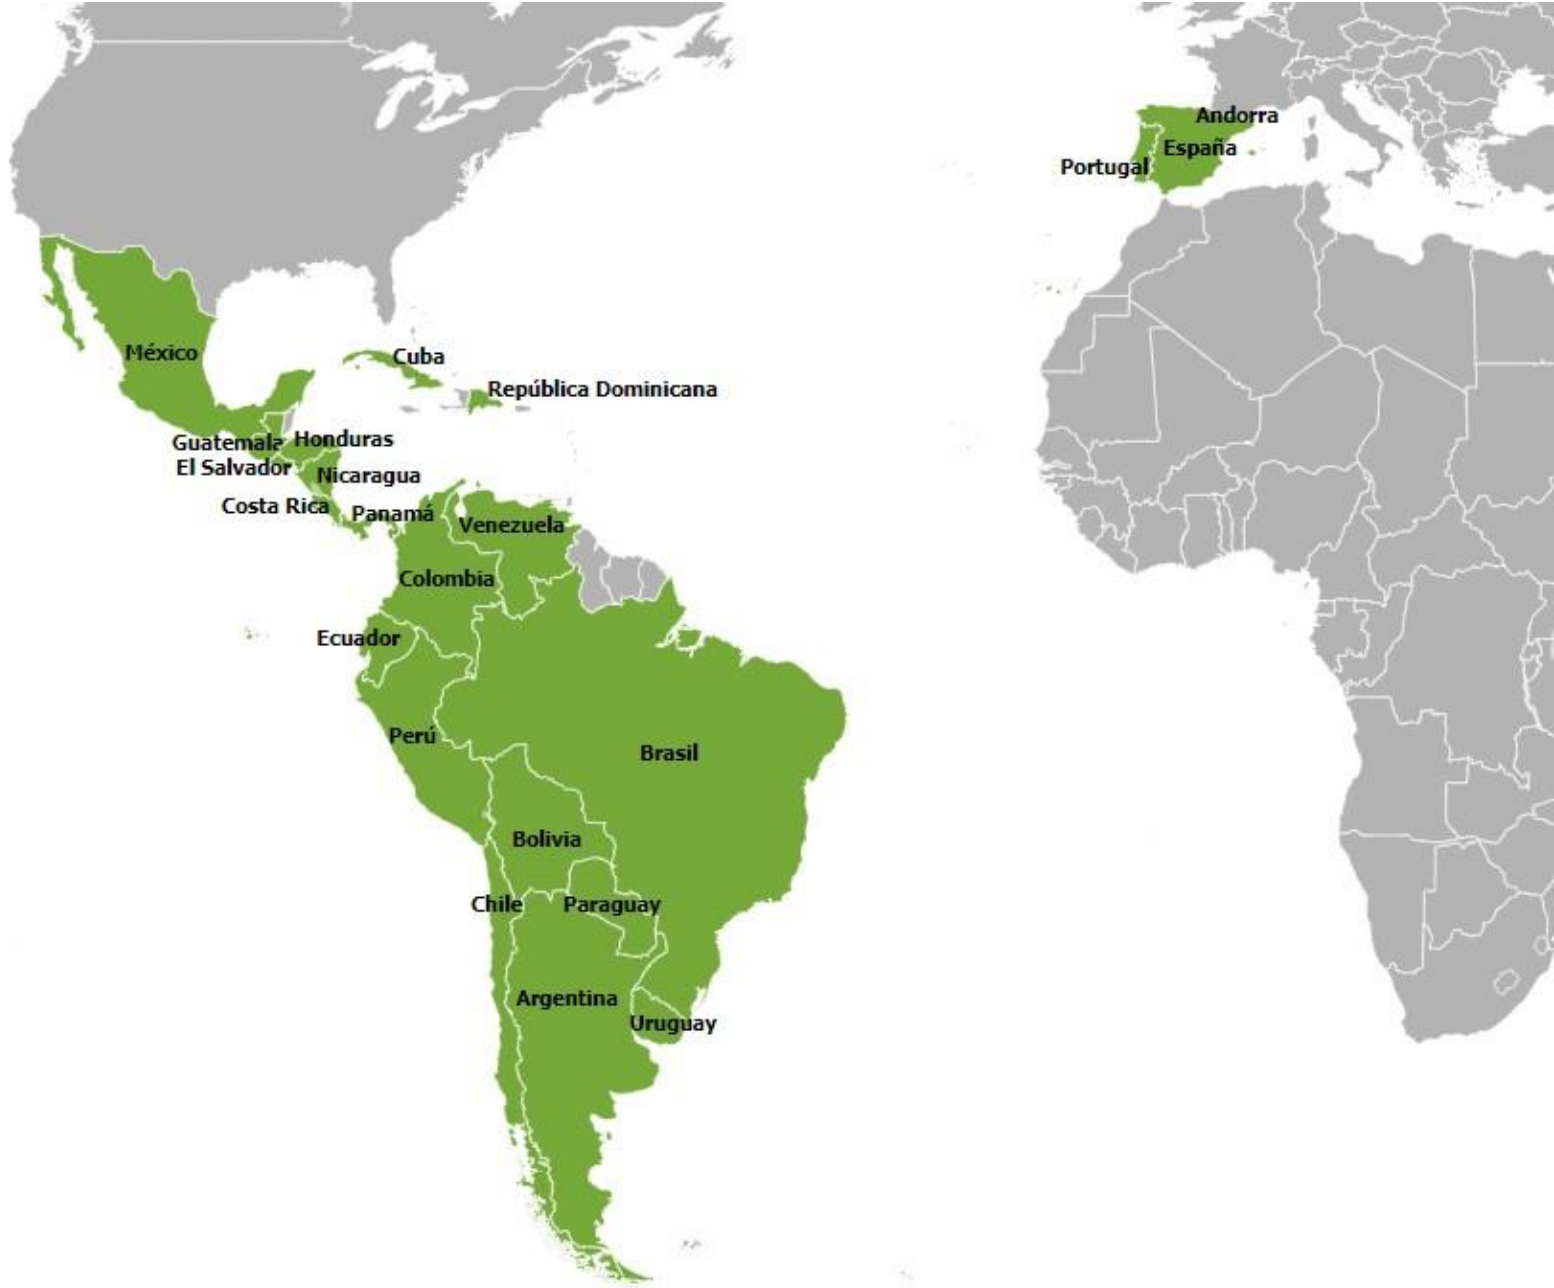 Andorra
España
Portugal
México
Cuba
República Dominicana
Guatemala
Honduras
El Salvador
Nicaragua
Costa Rica
Panamá
Venezuela
Colombia
Ecuador
Perú
Brasil
Bolivia
Chile
Paraguay
Argentina
Uruguay